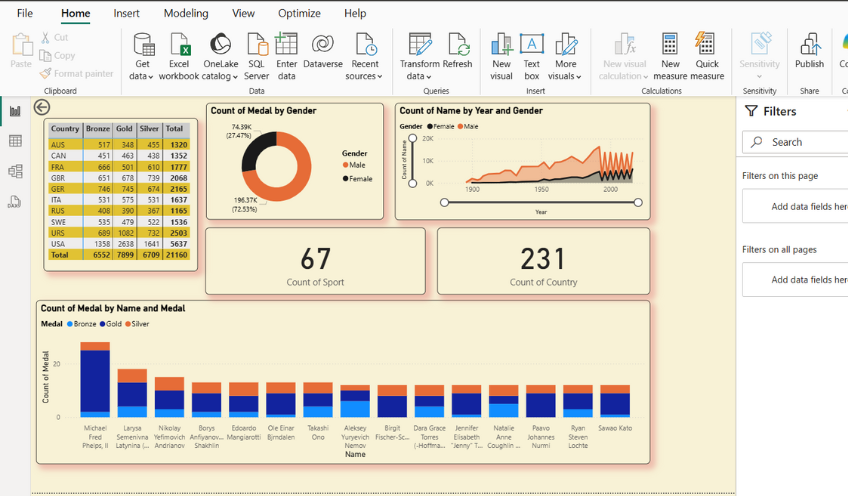 File Home Insert Modeling View Optimize Help
Paste
Cut
Copy
Format painter
Clipboard
Get data
Excel workbook
OneLake catalog
SQL Server
Enter data
Dataverse
Recent sources
Data
Transform data
Refresh
Queries
New visual
Text box
More visuals
Insert
New visual calculation
New measure
Quick measure
Calculations
Sensitivity
Sensitivity
Publish
Share
Country Bronze Gold Silver Total
AUS 517 348 455 1320
CAN 451 463 438 1352
FRA 666 501 610 1777
GBR 651 678 739 2068
GER 746 745 674 2165
ITA 531 575 531 1637
RUS 408 390 367 1165
SWE 535 479 522 1536
URS 689 1082 732 2503
USA 1358 2638 1641 5637
Total 6552 7899 6709 21160
Count of Medal by Gender
74.39K
(27.47%)
196.37K
(72.53%)
Gender
Male
Female
Count of Name by Year and Gender
Gender Female Male
Count of Name
20K
10K
0K
1900 1950 2000
Year
67
Count of Sport
231
Count of Country
Count of Medal by Name and Medal
Medal Bronze Gold Silver
Count of Medal
20
0
Michael Fred Phelps, II
Larysa Semenivna Latynina (...
Nikolay Yefimovich Andrianov
Borys Anfiyanov... Shakhlin
Edoardo Mangiarotti
Ole Einar Bjrndalen
Takashi Ono
Aleksey Yuryevich Nemov
Birgit Fischer-Sc...
Dara Grace Torres (-Hoffma...
Jennifer Elisabeth "Jenny" T...
Natalie Anne Coughlin ...
Paavo Johannes Nurmi
Ryan Steven Lochte
Sawao Kato
Name
Filters
Search
Filters on this page
Add data fields her
Filters on all pages
Add data fields her